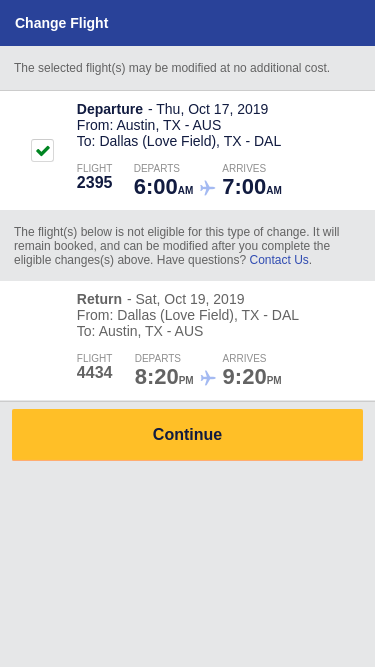 Change Flight
The selected flight(s) may be modified at no additional cost.
Departure - Thu, Oct 17, 2019
From: Austin, TX - AUS
To: Dallas (Love Field), TX - DAL
FLIGHT DEPARTS ARRIVES
2395 6:00AM 7:00AM
The flight(s) below is not eligible for this type of change. It will
remain booked, and can be modified after you complete the
eligible changes(s) above. Have questions? Contact Us.
Return - Sat, Oct 19, 2019
From: Dallas (Love Field), TX - DAL
To: Austin, TX - AUS
FLIGHT DEPARTS ARRIVES
4434 8:20PM 9:20PM
Continue